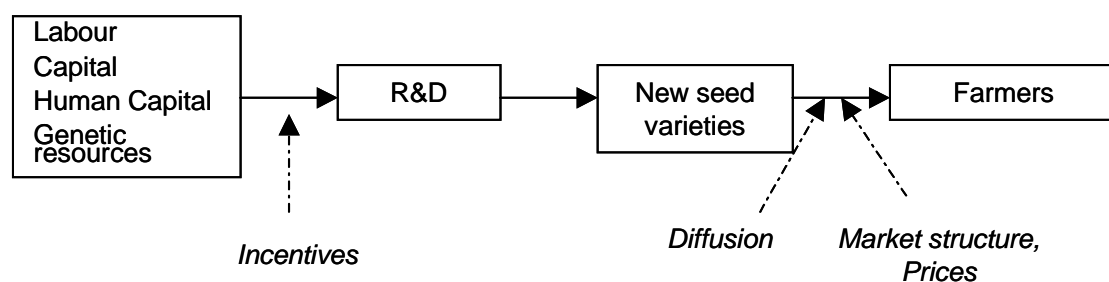 Labour
Capital
Human Capital
Genetic
resources
R&D
New seed
varieties
Farmers
Incentives
Diffusion
Market structure,
Prices